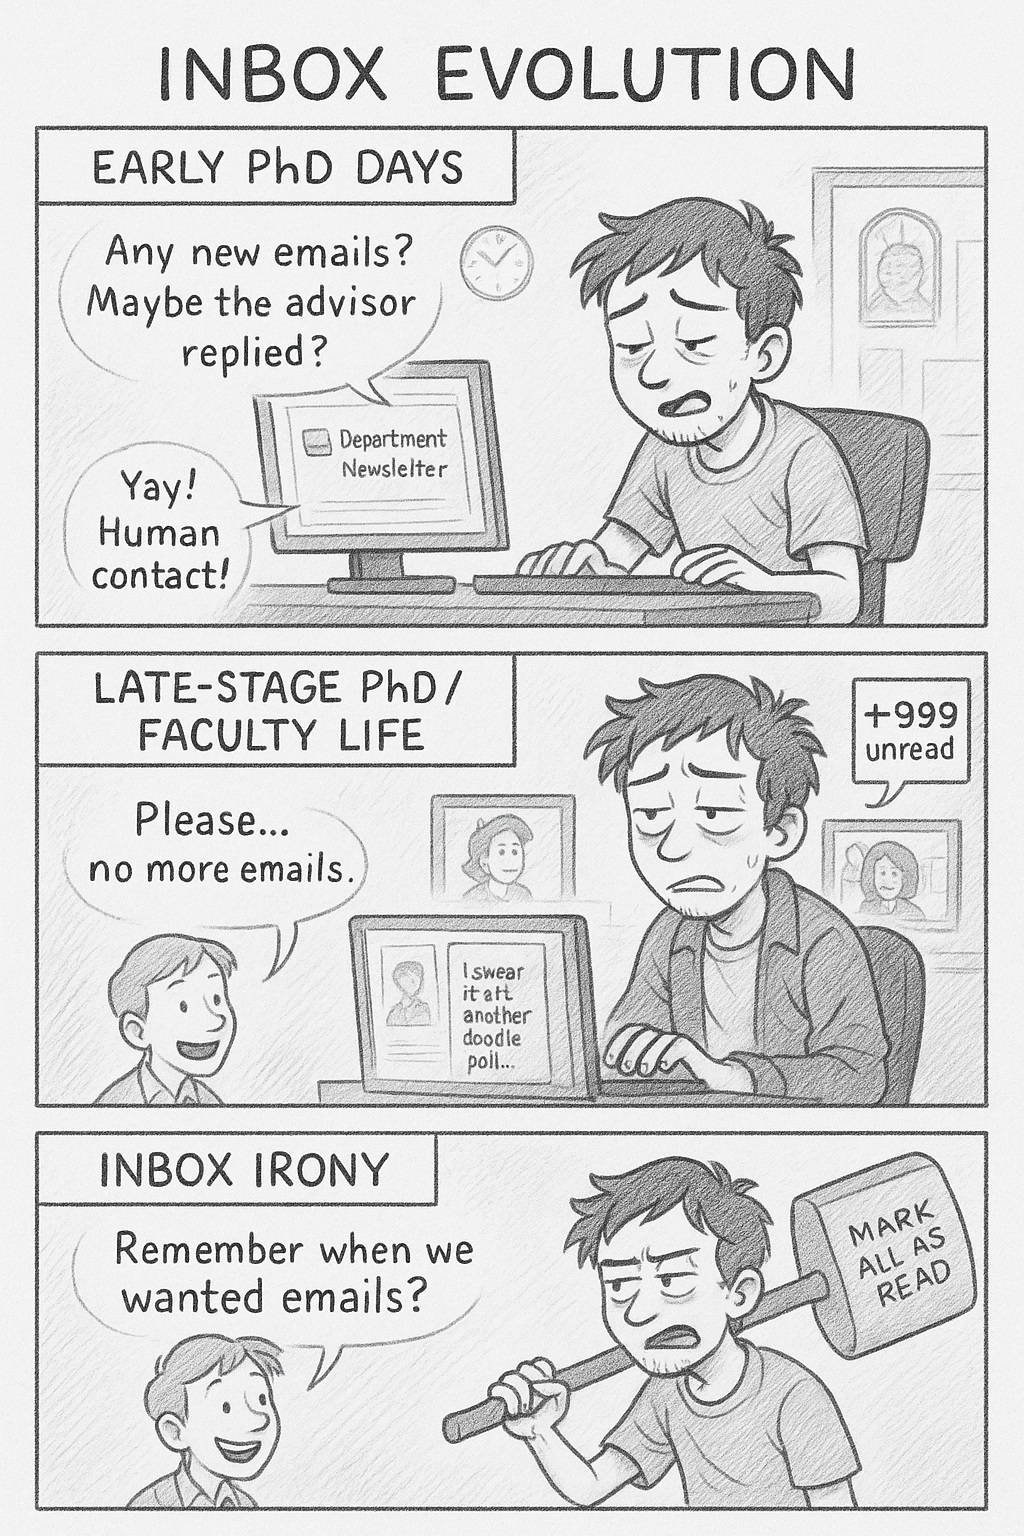 INBOX EVOLUTION
EARLY PhD DAYS
Any new emails?
Maybe the advisor
replied?
Department
Newslelter
Yay!
Human
contact!
LATE-STAGE PhD/
FACULTY LIFE
+999
unread
Please...
no more emails.
I swear
it att
another
doodle
poll...
INBOX IRONY
Remember when we
wanted emails?
MARK
ALL AS
READ